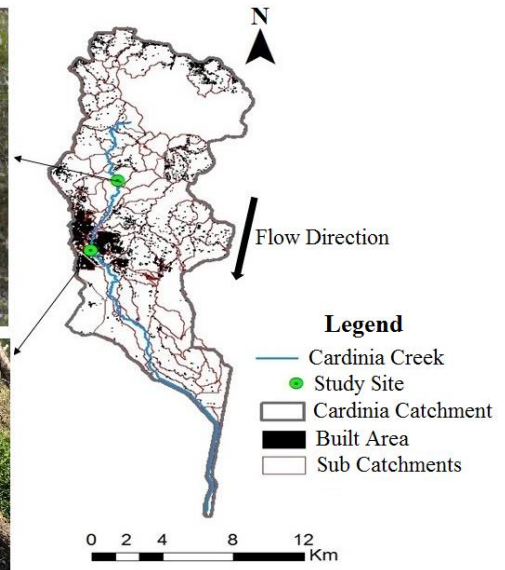 N
Flow Direction
Legend
Cardinia Creek
Study Site
Cardinia Catchment
Built Area
Sub Catchments
0 2 4 8 12
Km